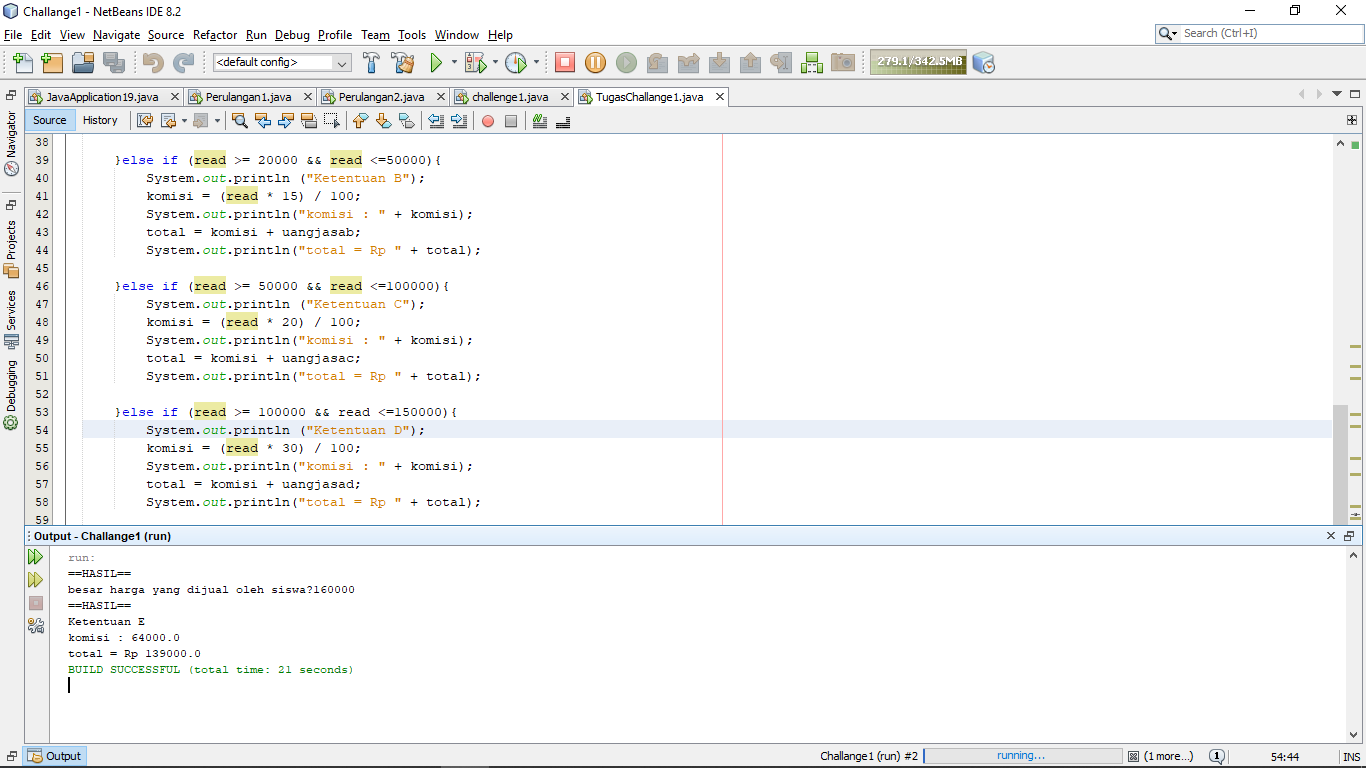 Challange1 - NetBeans IDE 8.2
File Edit View Navigate Source Refactor Run Debug Profile Team Tools Window Help
Search (Ctrl+I)
<default config>
279.1/342.5MB
JavaApplication19.java Perulangan1.java Perulangan2.java challenge1.java TugasChallange1.java
Source History
Navigator
Projects
Services
Debugging
38
39 }else if (read >= 20000 && read <=50000){
40 System.out.println ("Ketentuan B");
41 komisi = (read * 15) / 100;
42 System.out.println("komisi : " + komisi);
43 total = komisi + uangjasab;
44 System.out.println("total = Rp " + total);
45
46 }else if (read >= 50000 && read <=100000){
47 System.out.println ("Ketentuan C");
48 komisi = (read * 20) / 100;
49 System.out.println("komisi : " + komisi);
50 total = komisi + uangjasac;
51 System.out.println("total = Rp " + total);
52
53 }else if (read >= 100000 && read <=150000){
54 System.out.println ("Ketentuan D");
55 komisi = (read * 30) / 100;
56 System.out.println("komisi : " + komisi);
57 total = komisi + uangjasad;
58 System.out.println("total = Rp " + total);
59
Output - Challange1 (run)
run:
==HASIL==
besar harga yang dijual oleh siswa?160000
==HASIL==
Ketentuan E
komisi : 64000.0
total = Rp 139000.0
BUILD SUCCESSFUL (total time: 21 seconds)
Output
Challange1 (run) #2 running... (1 more...) 1 54:44 INS